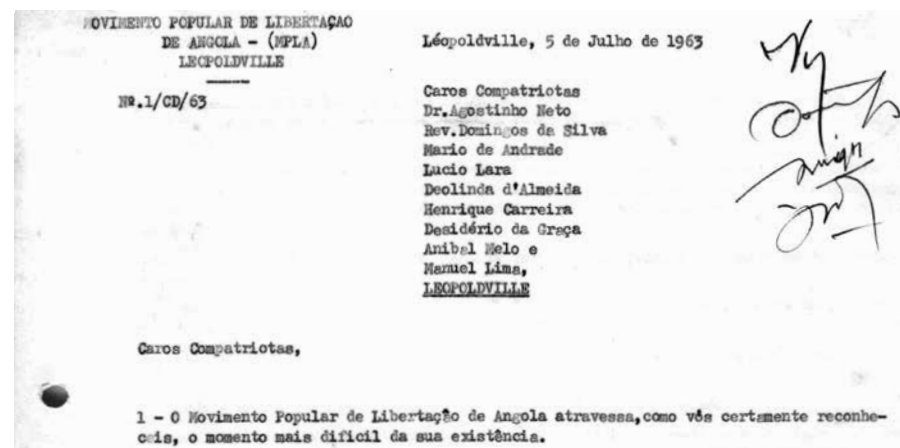 MOVIMENTO POPULAR DE LIBERTAÇÃO
DE ANGOLA - (MPLA)
LEOPOLDVILLE
Nº.1/CD/63
Léopoldville, 5 de Julho de 1963
Caros Compatriotas
Dr.Agostinho Neto
Rev.Domingos da Silva
Mario de Andrade
Lucio Lara
Deolinda d'Almeida
Henrique Carreira
Desidério da Graça
Anibal Melo e
Manuel Lima,
LEOPOLDVILLE
Caros Compatriotas,
1 - O Movimento Popular de Libertação de Angola atravessa,como vós certamente reconhe-
ceis, o momento mais dificil da sua existência.